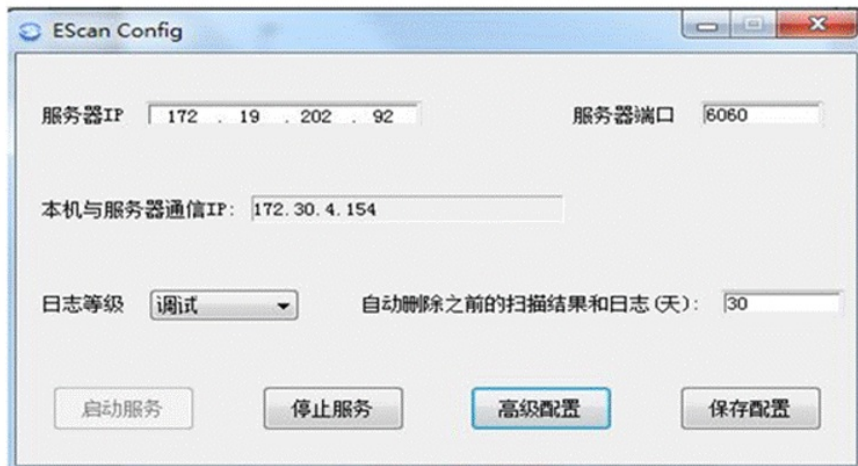 EScan Config
服务器IP 172 . 19 . 202 . 92 服务器端口 6060
本机与服务器通信IP: 172.30.4.154
日志等级 调试 自动删除之前的扫描结果和日志(天): 30
启动服务 停止服务 高级配置 保存配置